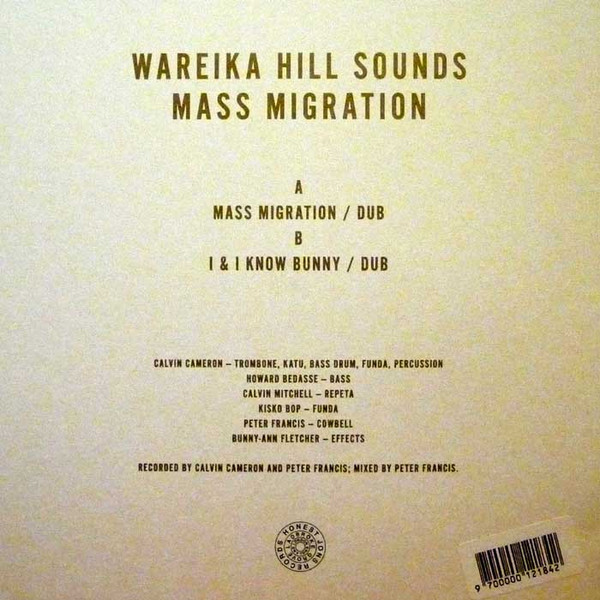 WAREIKA HILL SOUNDS
MASS MIGRATION
A
MASS MIGRATION / DUB
B
I & I KNOW BUNNY / DUB
CALVIN CAMERON – TROMBONE, KATU, BASS DRUM, FUNDA, PERCUSSION
HOWARD BEDASSE – BASS
CALVIN MITCHELL – REPETA
KISKO BOP – FUNDA
PETER FRANCIS – COWBELL
BUNNY-ANN FLETCHER – EFFECTS
RECORDED BY CALVIN CAMERON AND PETER FRANCIS; MIXED BY PETER FRANCIS.
HONEST JONS RECORDS
LADBROKE GROVE
9 700000 121842